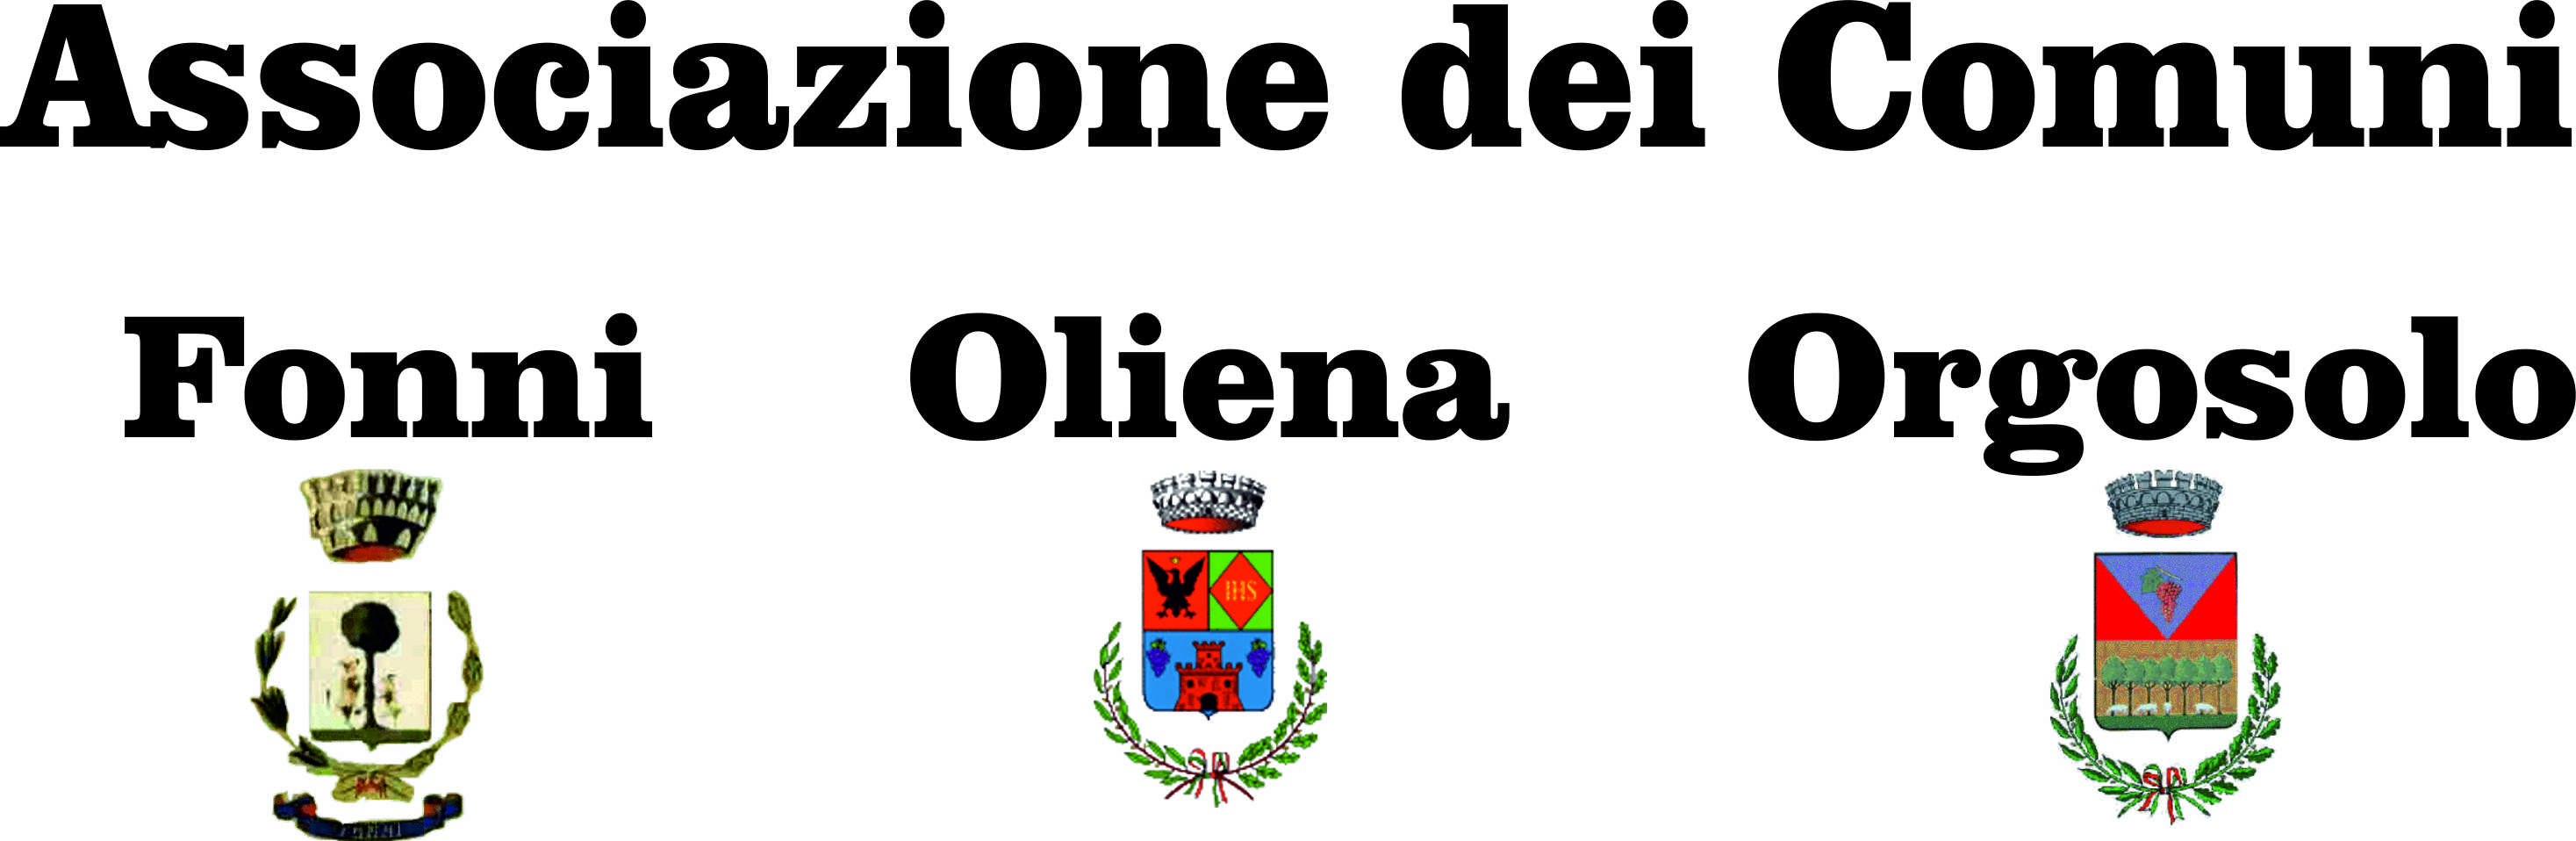 Associazione dei Comuni
Fonni Oliena Orgosolo
IHS